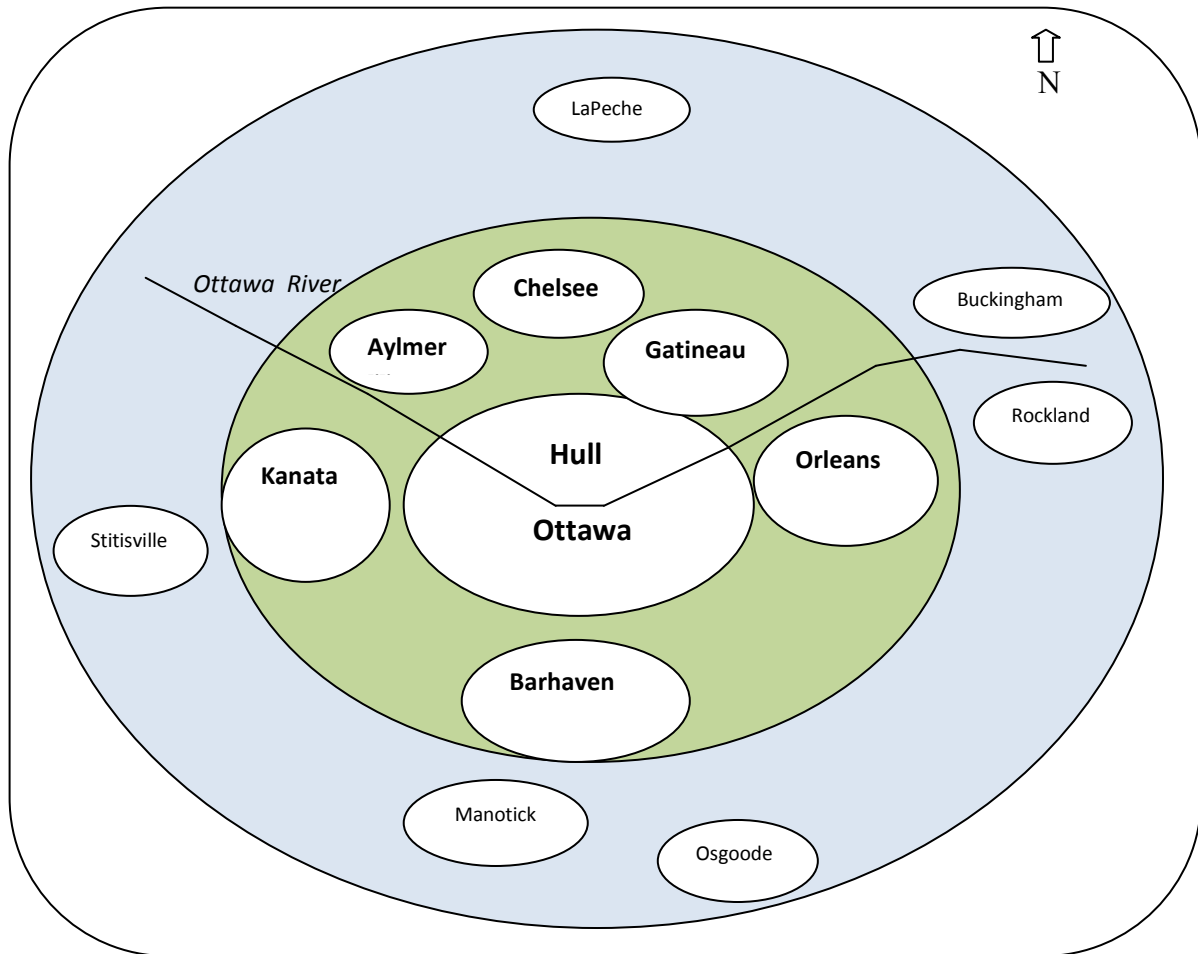 N
LaPeche
Ottawa River
Chelsee
Buckingham
Aylmer
Gatineau
Rockland
Hull
Orleans
Kanata
Ottawa
Stitisville
Barhaven
Manotick
Osgoode